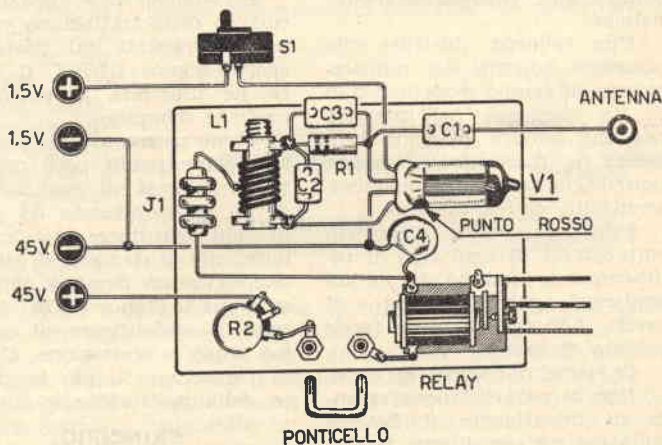 S1
1,5V.
1,5V.
45V.
45V.
L1
C3
C1
ANTENNA
R1
C2
J1
V1
PUNTO ROSSO
C4
R2
RELAY
PONTICELLO